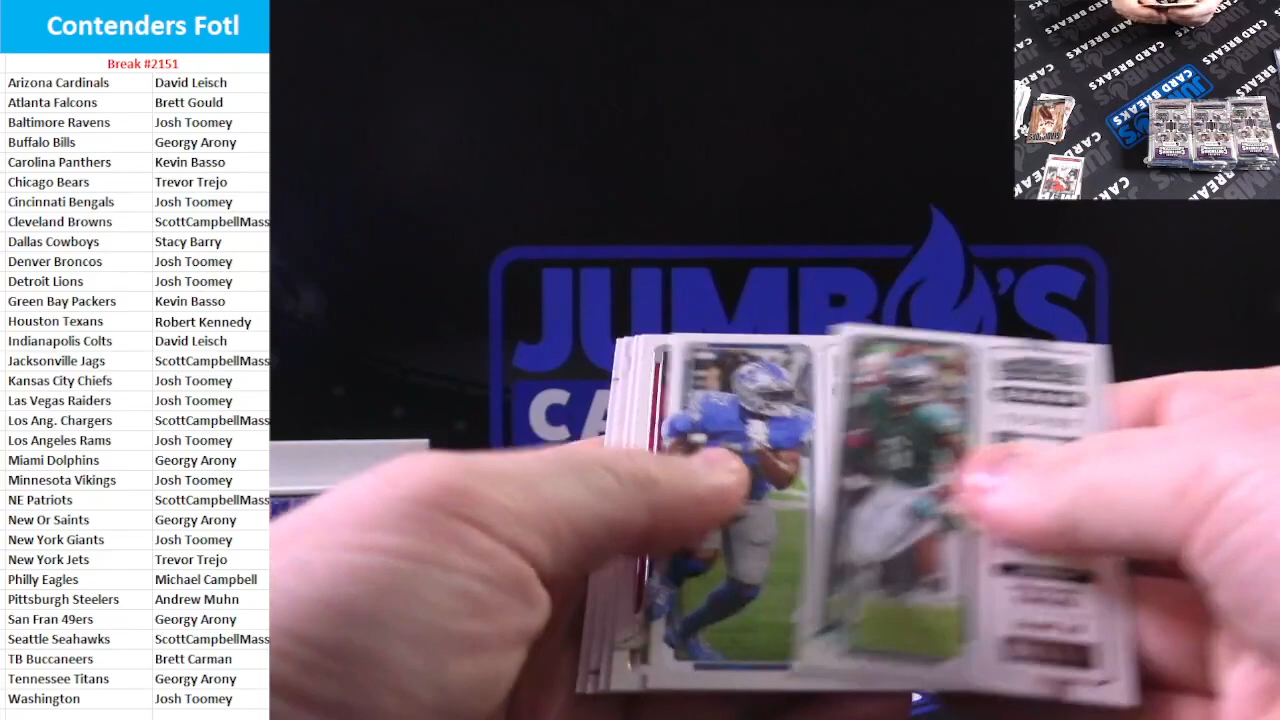 Contenders Fotl
Break #2151
Arizona Cardinals David Leisch
Atlanta Falcons Brett Gould
Baltimore Ravens Josh Toomey
Buffalo Bills Georgy Arony
Carolina Panthers Kevin Basso
Chicago Bears Trevor Trejo
Cincinnati Bengals Josh Toomey
Cleveland Browns ScottCampbellMass
Dallas Cowboys Stacy Barry
Denver Broncos Josh Toomey
Detroit Lions Josh Toomey
Green Bay Packers Kevin Basso
Houston Texans Robert Kennedy
Indianapolis Colts David Leisch
Jacksonville Jags ScottCampbellMass
Kansas City Chiefs Josh Toomey
Las Vegas Raiders Josh Toomey
Los Ang. Chargers ScottCampbellMass
Los Angeles Rams Josh Toomey
Miami Dolphins Georgy Arony
Minnesota Vikings Josh Toomey
NE Patriots ScottCampbellMass
New Or Saints Georgy Arony
New York Giants Josh Toomey
New York Jets Trevor Trejo
Philly Eagles Michael Campbell
Pittsburgh Steelers Andrew Muhn
San Fran 49ers Georgy Arony
Seattle Seahawks ScottCampbellMass
TB Buccaneers Brett Carman
Tennessee Titans Georgy Arony
Washington Josh Toomey
JUMBO'S
CA
CARD BREAKS